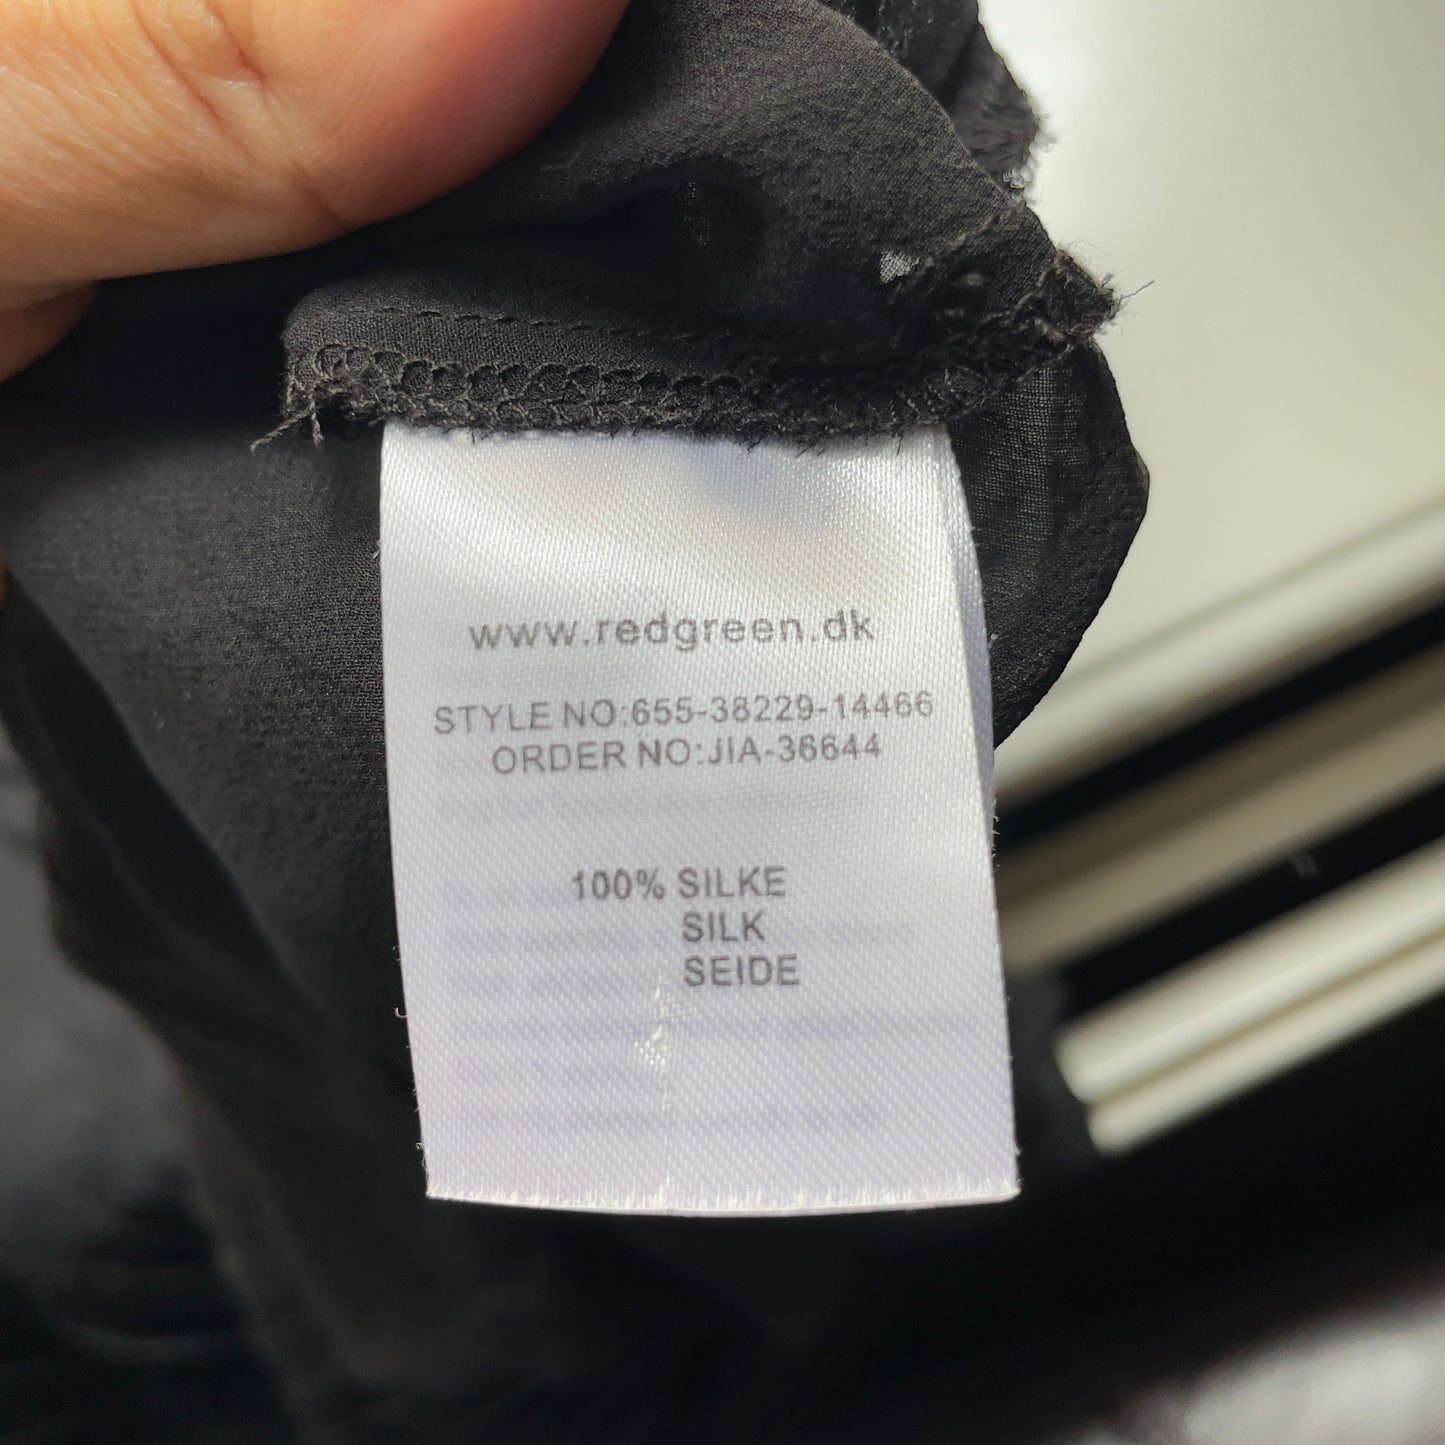 www.redgreen.dk
STYLE NO:655-38229-14466
ORDER NO:JIA-36644
100% SILKE
SILK
SEIDE